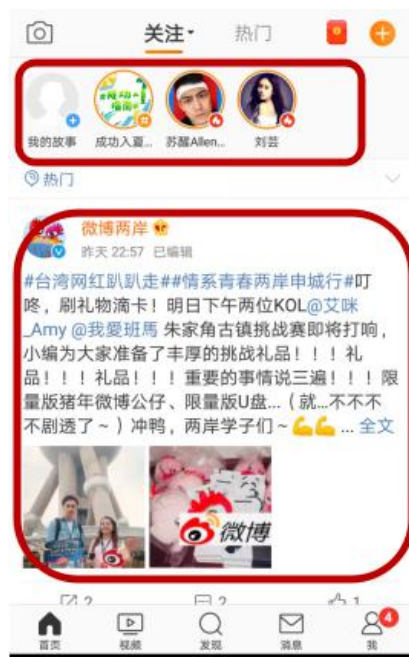 关注
热门
我的故事
成功入夏...
苏醒Allen...
刘芸
热门
微博两岸
昨天 22:57 已编辑
#台湾网红趴趴走##情系青春两岸申城行#叮
咚，刷礼物滴卡！明日下午两位KOL@艾咪
_Amy @我愛班馬 朱家角古镇挑战赛即将打响，
小编为大家准备了丰厚的挑战礼品！！！礼
品！！！礼品！！！重要的事情说三遍！！！限
量版猪年微博公仔、限量版U盘...（就...不不不
不剧透了～）冲鸭，两岸学子们～💪💪 ... 全文
微博
2
2
1
首页
视频
发现
消息
4
我